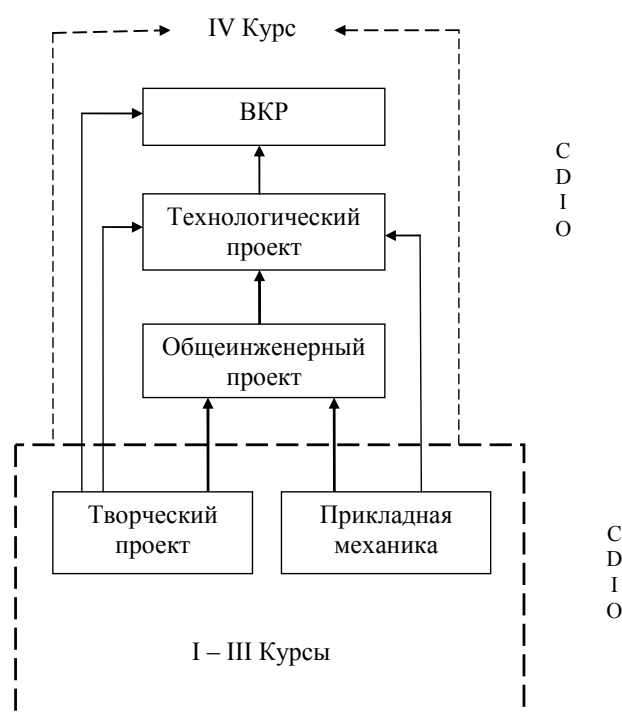 IV Курс
ВКР
Технологический
проект
Общеинженерный
проект
Творческий
проект
Прикладная
механика
I – III Курсы
C
D
I
O
C
D
I
O